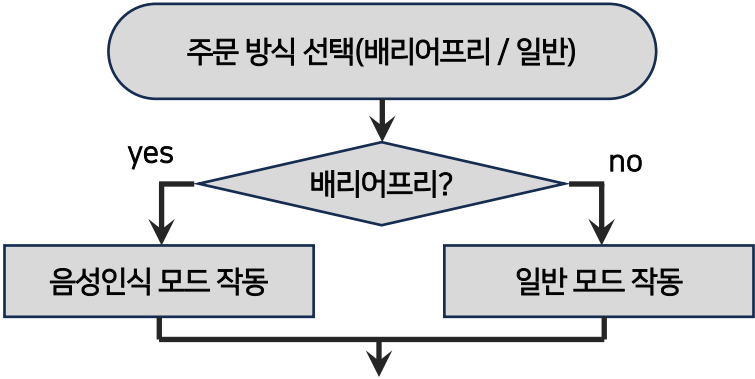 주문 방식 선택(배리어프리 / 일반)
yes
배리어프리?
no
음성인식 모드 작동
일반 모드 작동